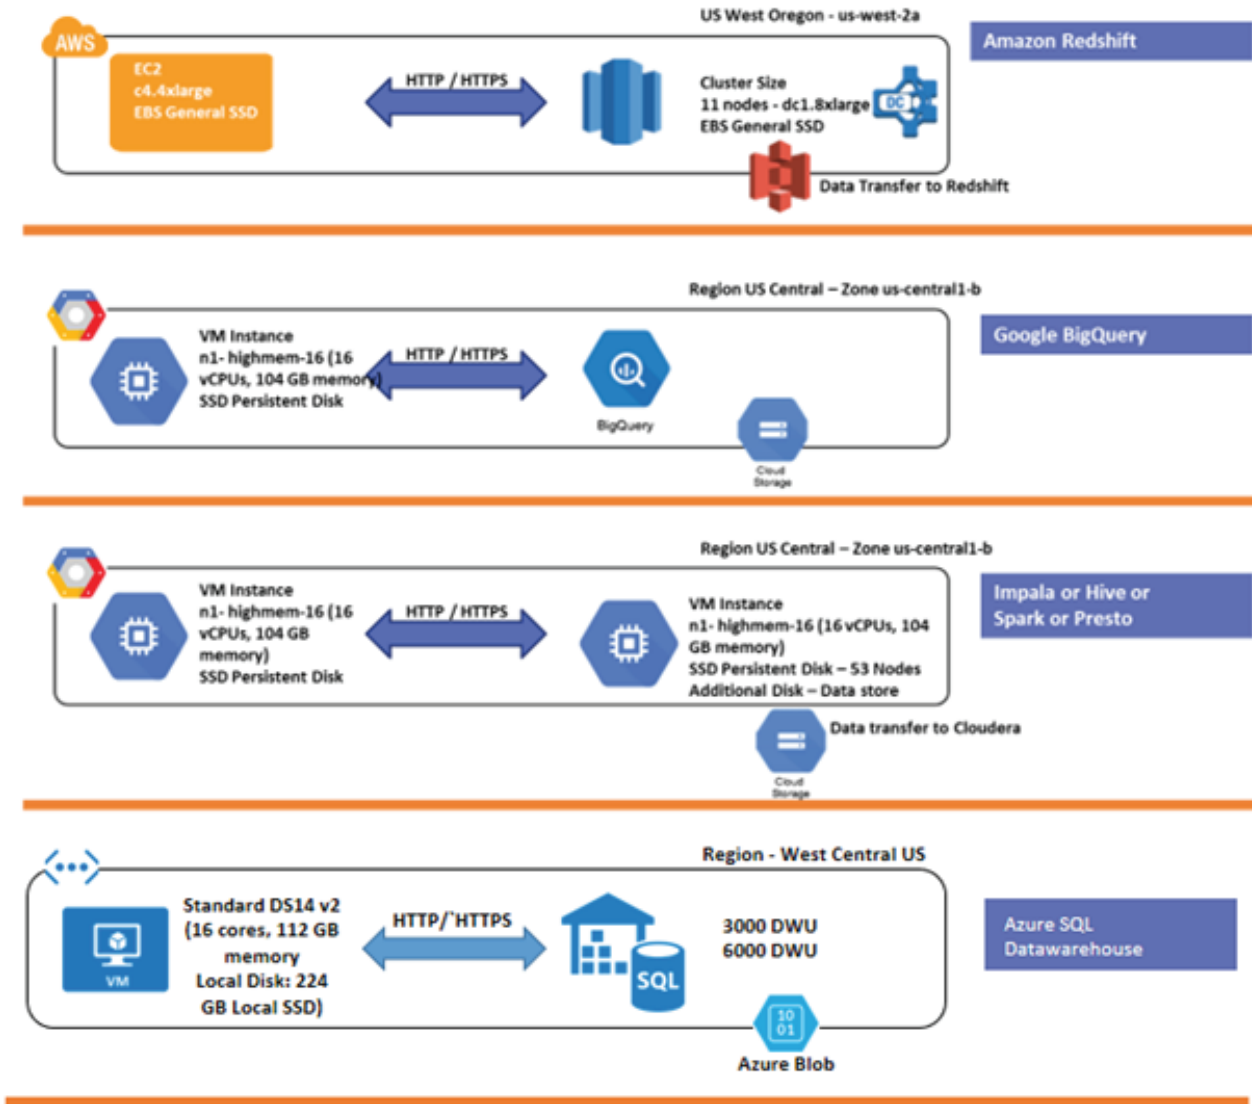 US West Oregon - us-west-2a
AWS
Amazon Redshift
EC2
c4.4xlarge
EBS General SSD
HTTP / HTTPS
Cluster Size
11 nodes - dc1.8xlarge
EBS General SSD
DC
Data Transfer to Redshift
Region US Central – Zone us-central1-b
VM Instance
n1- highmem-16 (16
vCPUs, 104 GB memory)
SSD Persistent Disk
HTTP / HTTPS
BigQuery
Google BigQuery
Cloud
Storage
Region US Central – Zone us-central1-b
VM Instance
n1- highmem-16 (16
vCPUs, 104 GB
memory)
SSD Persistent Disk
HTTP / HTTPS
VM Instance
n1- highmem-16 (16 vCPUs, 104
GB memory)
SSD Persistent Disk – 53 Nodes
Additional Disk – Data store
Impala or Hive or
Spark or Presto
Data transfer to Cloudera
Cloud
Storage
Region - West Central US
VM
Standard DS14 v2
(16 cores, 112 GB
memory
Local Disk: 224
GB Local SSD)
HTTP/`HTTPS
SQL
3000 DWU
6000 DWU
Azure SQL
Datawarehouse
10
01
Azure Blob